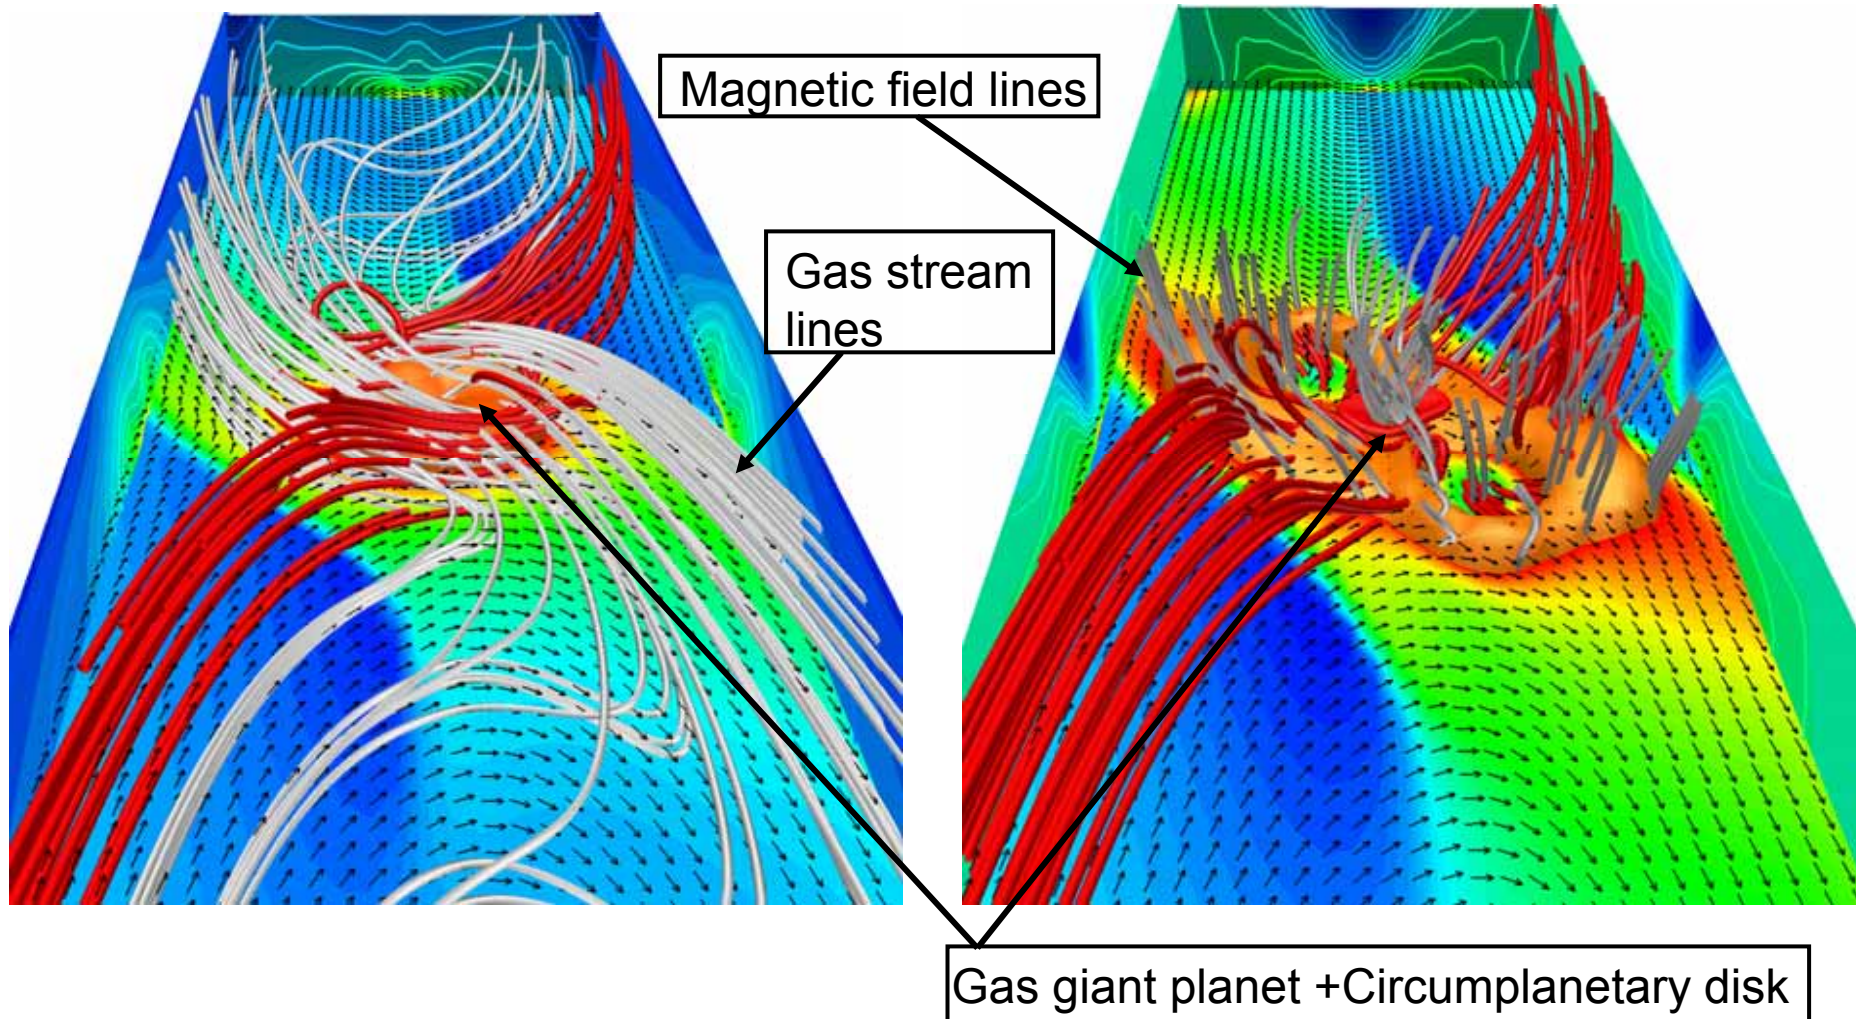 Magnetic field lines
Gas stream
lines
Gas giant planet +Circumplanetary disk